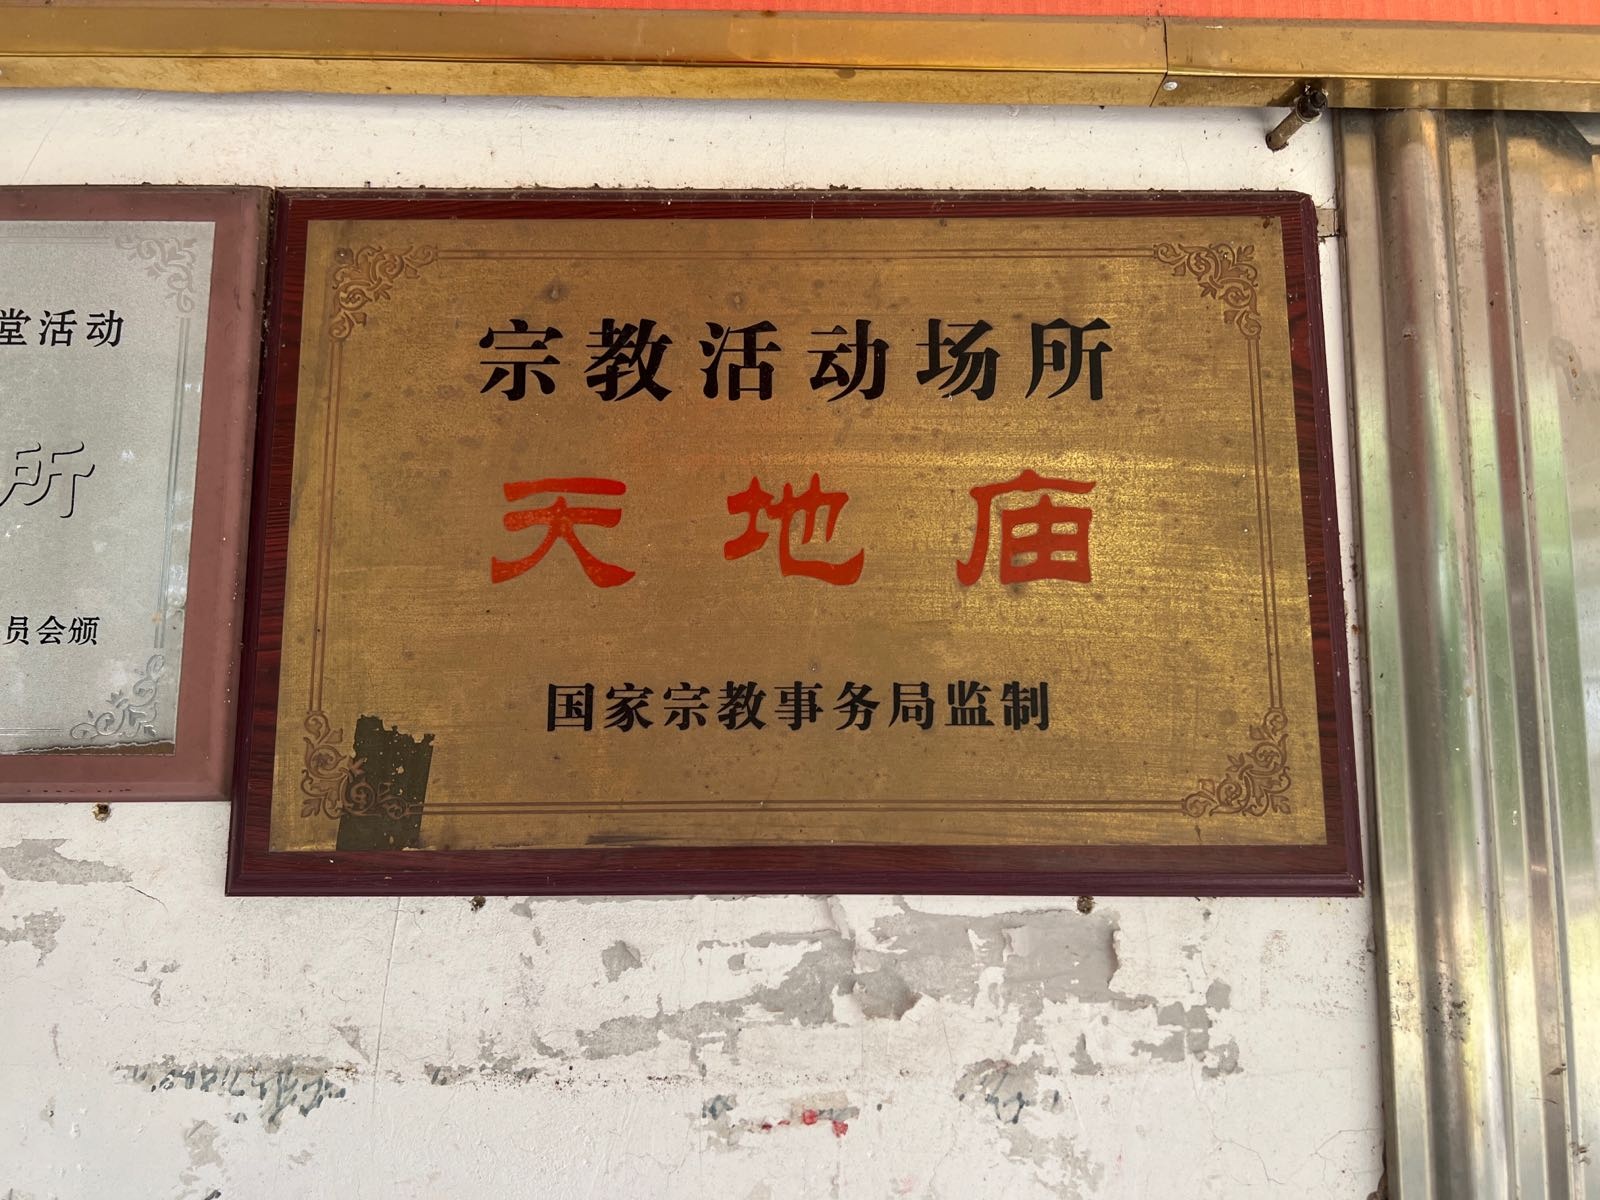 堂活动
所
员会颁
宗教活动场所
天地庙
国家宗教事务局监制